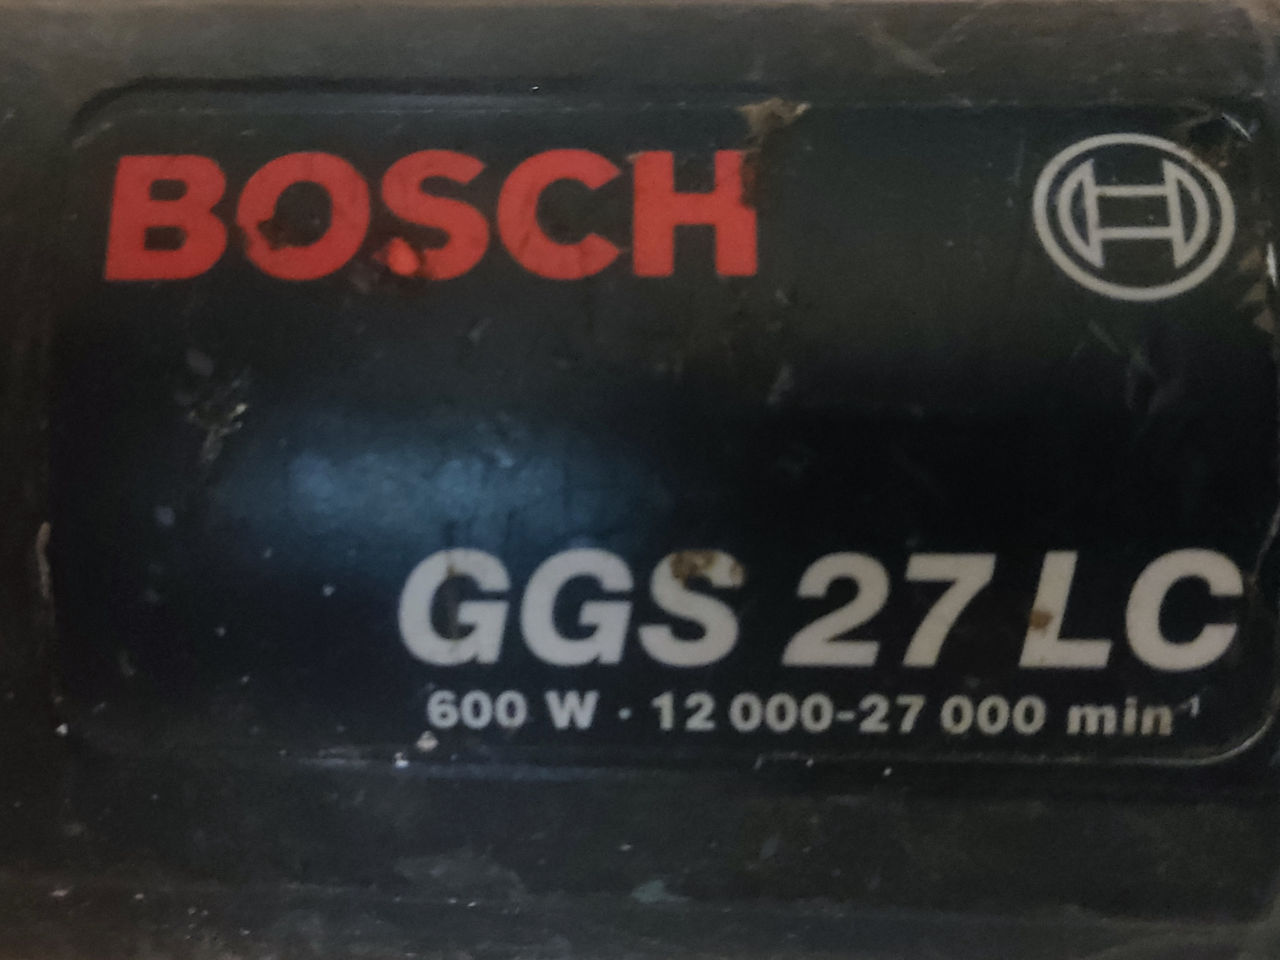 BOSCH
GGS 27 LC
600 W · 12 000-27 000 min⁻¹